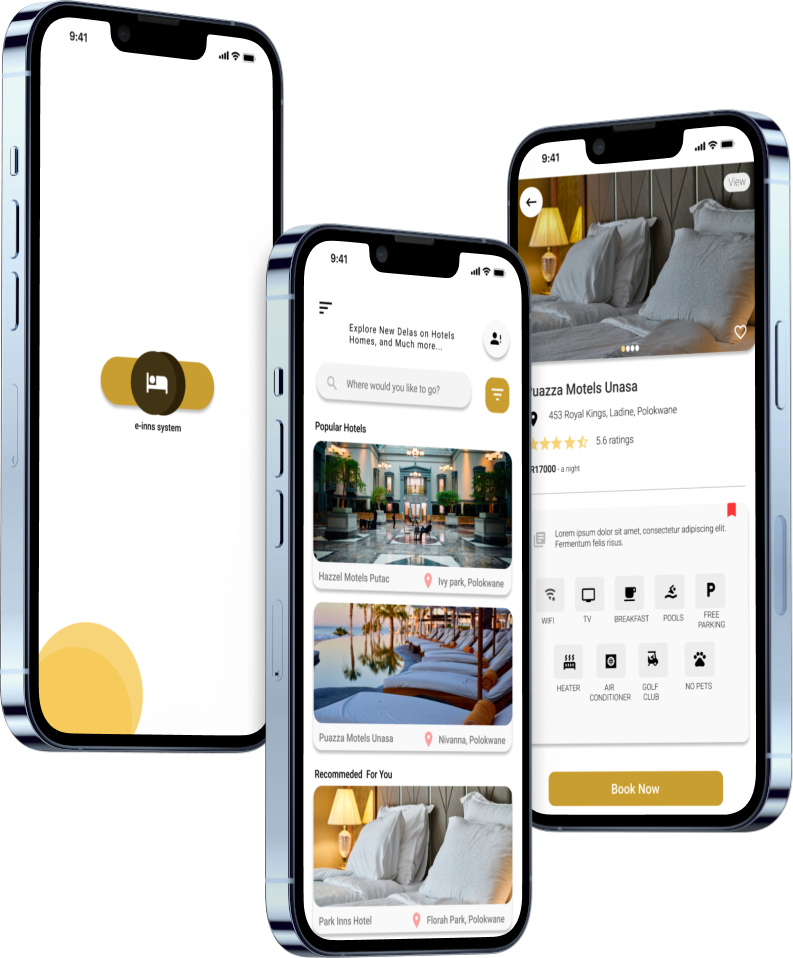 9:41
e-inns system
9:41
Explore New Delas on Hotels
Homes, and Much more...
Where would you like to go?
Popular Hotels
Hazzel Motels Putac
Ivy park, Polokwane
Puazza Motels Unasa
Nivanna, Polokwane
Recommeded For You
Park Inns Hotel
Florah Park, Polokwane
9:41
View
Puazza Motels Unasa
453 Royal Kings, Ladine, Polokwane
5.6 ratings
R17000 - a night
Lorem ipsum dolor sit amet, consectetur adipiscing elit.
Fermentum felis risus.
WIFI
TV
BREAKFAST
POOLS
P
FREE
PARKING
HEATER
AIR
CONDITIONER
GOLF
CLUB
NO PETS
Book Now